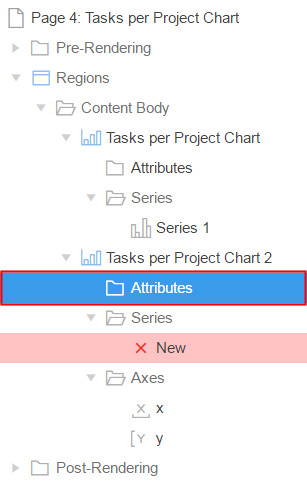 Page 4: Tasks per Project Chart
Pre-Rendering
Regions
Content Body
Tasks per Project Chart
Attributes
Series
Series 1
Tasks per Project Chart 2
Attributes
Series
New
Axes
x
y
Post-Rendering